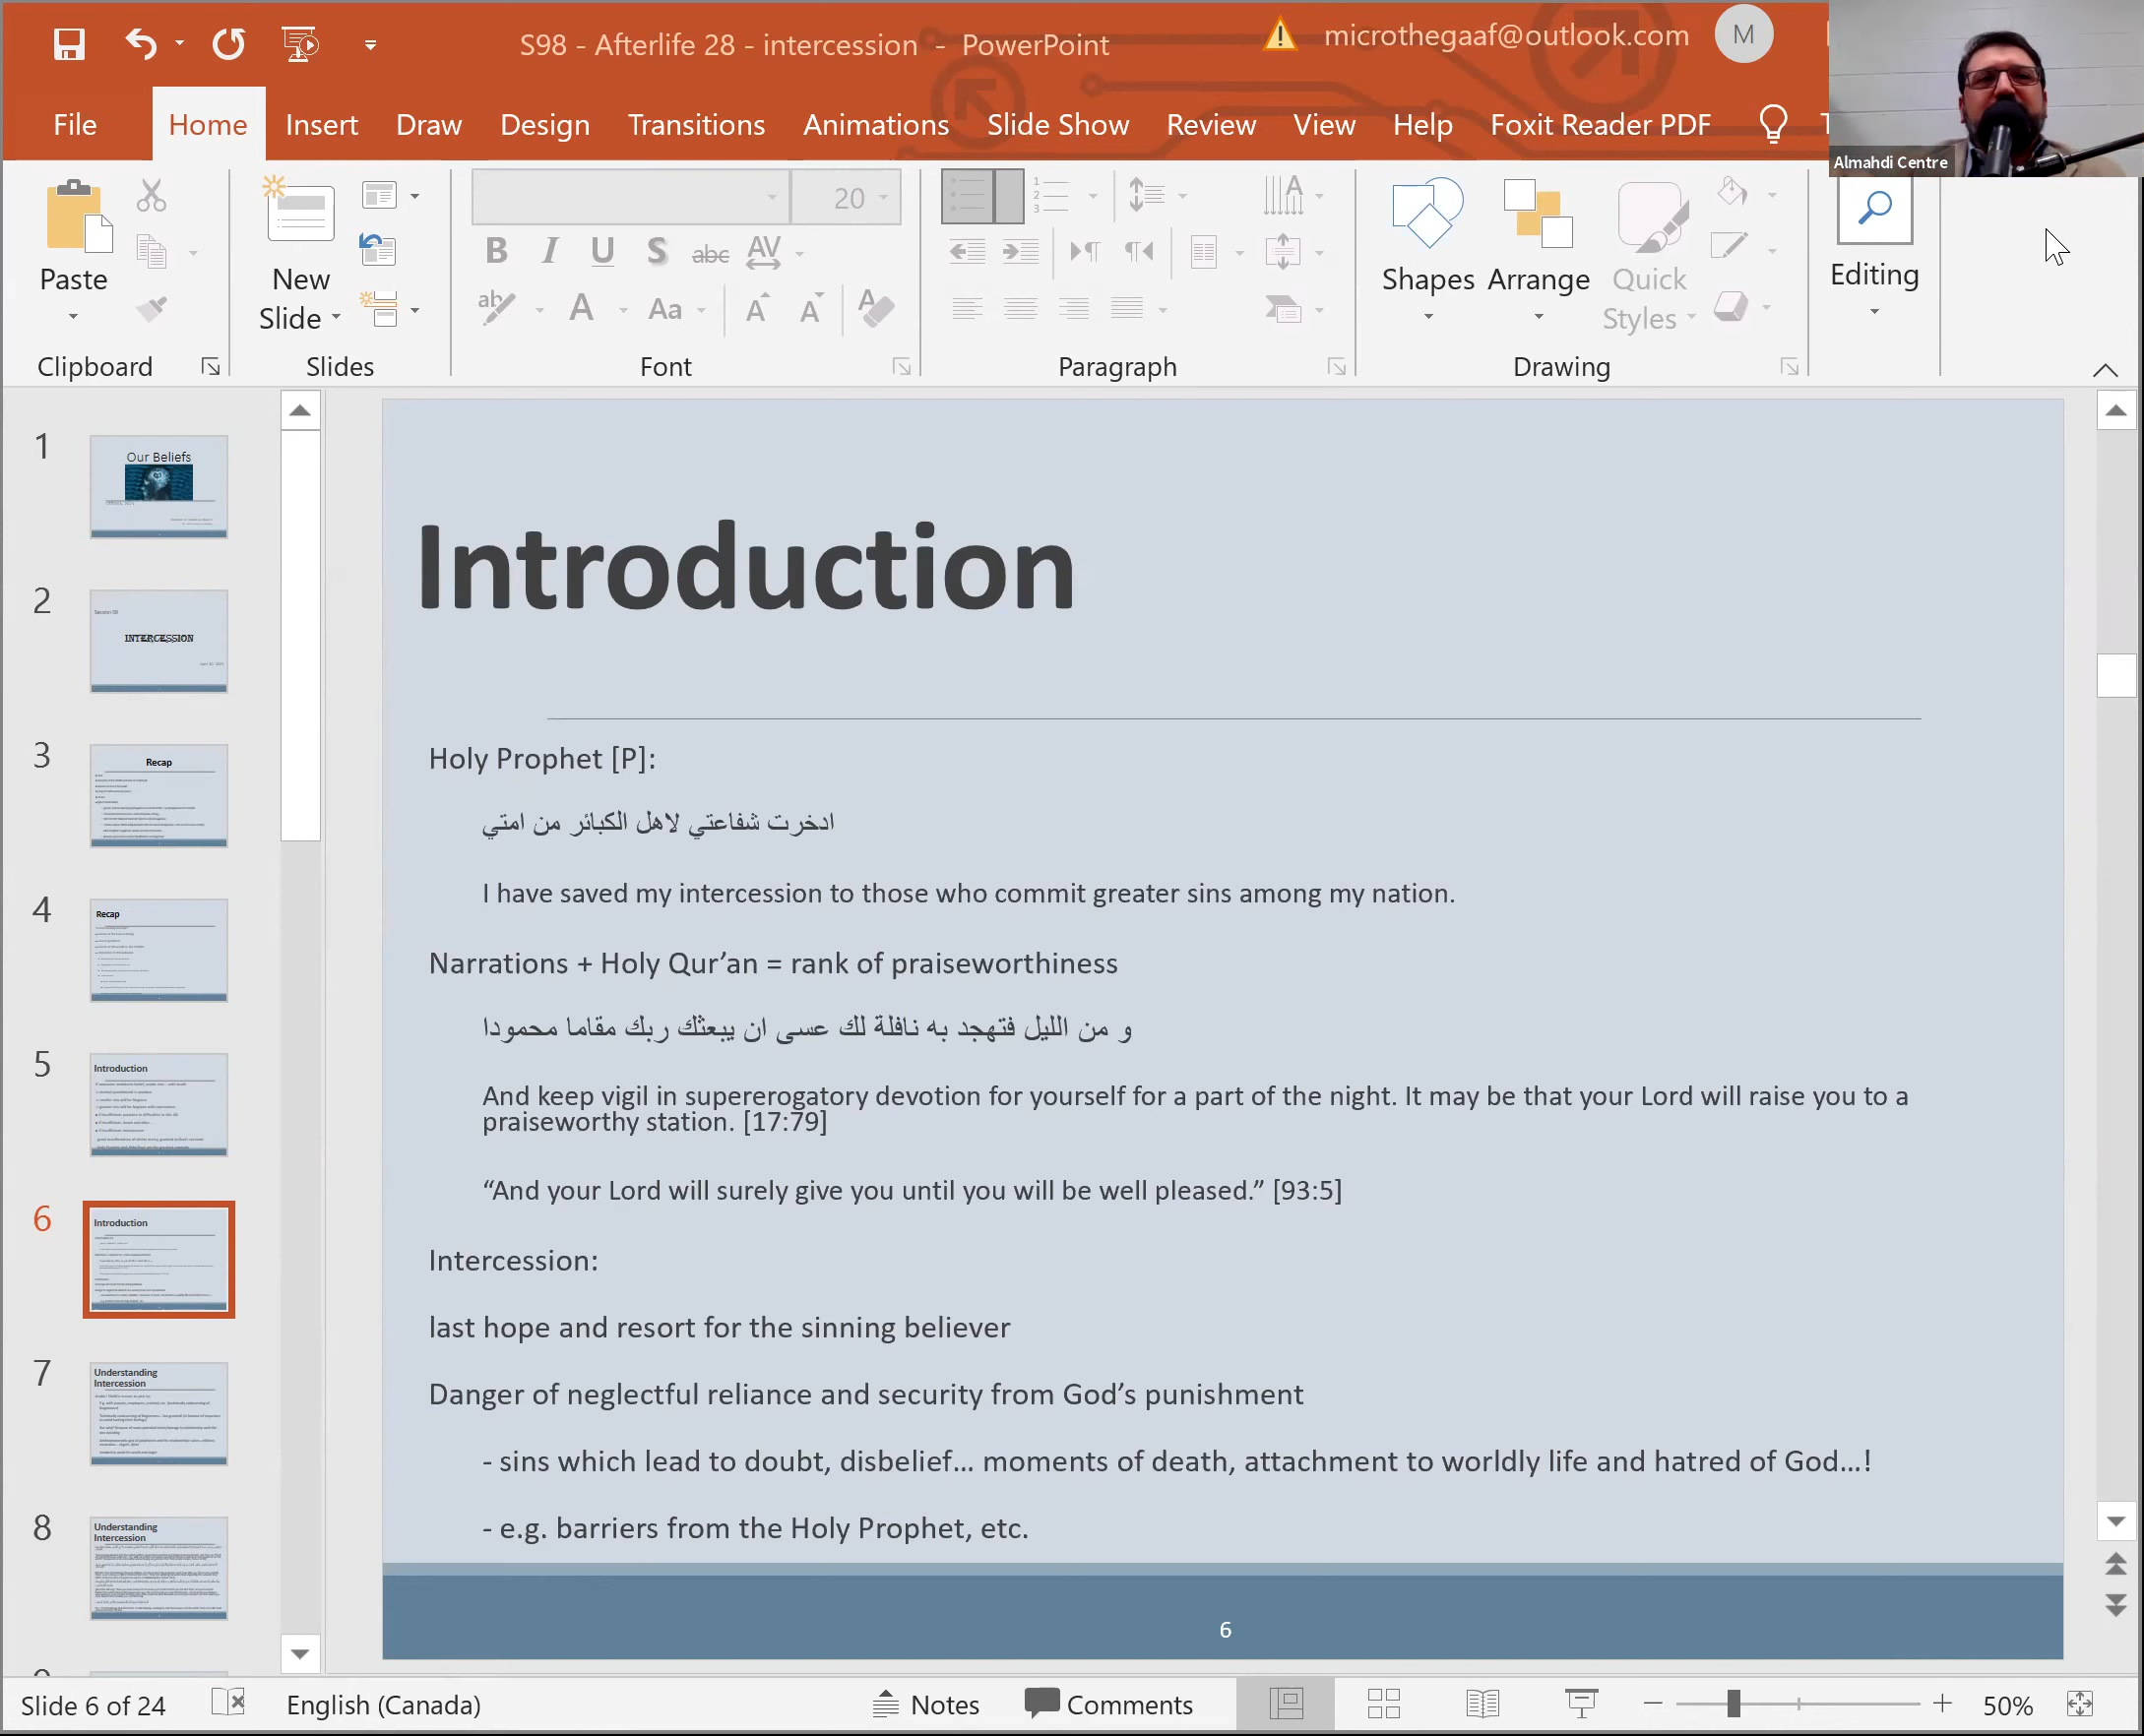 S98 - Afterlife 28 - intercession - PowerPoint
microthegaaf@outlook.com
M
Almahdi Centre
File
Home
Insert
Draw
Design
Transitions
Animations
Slide Show
Review
View
Help
Foxit Reader PDF
Paste
New
Slide
20
B I U S abc AV
Aa
Shapes
Arrange
Quick
Styles
Editing
Clipboard
Slides
Font
Paragraph
Drawing
1
Our Beliefs
2
INTERCESSION
3
Recap
4
Recap
5
Introduction
6
Introduction
7
Understanding
Intercession
8
Understanding
Intercession
Introduction
Holy Prophet [P]:
ادخرت شفاعتي لاهل الكبائر من امتي
I have saved my intercession to those who commit greater sins among my nation.
Narrations + Holy Qur’an = rank of praiseworthiness
و من الليل فتهجد به نافلة لك عسى ان يبعثك ربك مقاما محمودا
And keep vigil in supererogatory devotion for yourself for a part of the night. It may be that your Lord will raise you to a
praiseworthy station. [17:79]
“And your Lord will surely give you until you will be well pleased.” [93:5]
Intercession:
last hope and resort for the sinning believer
Danger of neglectful reliance and security from God’s punishment
- sins which lead to doubt, disbelief... moments of death, attachment to worldly life and hatred of God...!
- e.g. barriers from the Holy Prophet, etc.
6
Slide 6 of 24
English (Canada)
Notes
Comments
50%